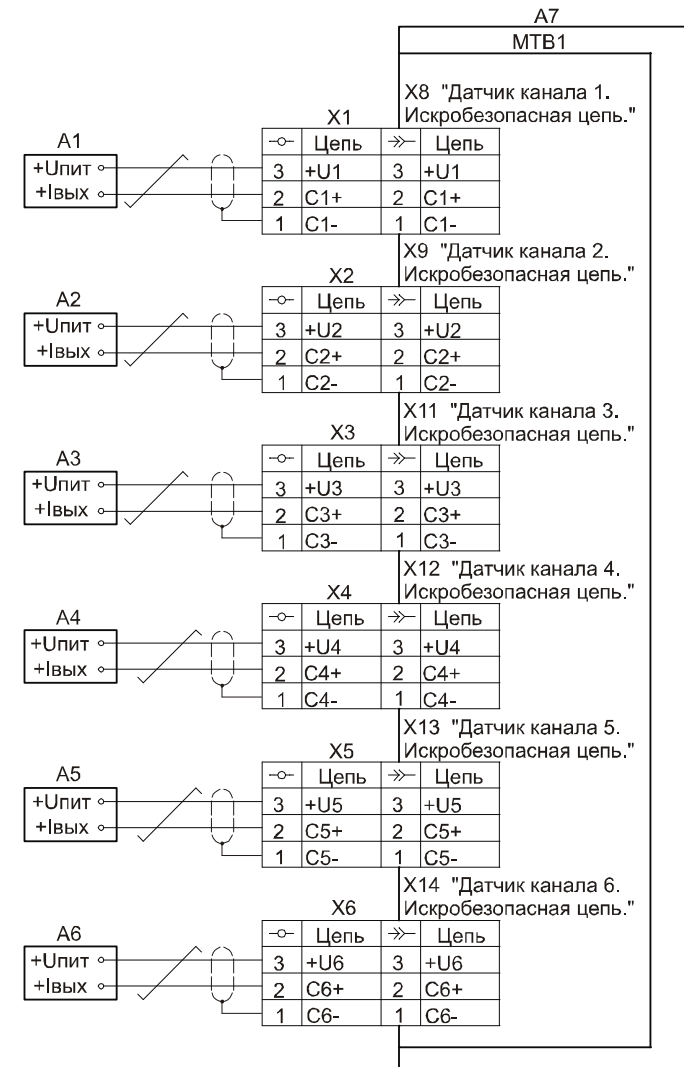 A7
МТВ1
X8 "Датчик канала 1.
Искробезопасная цепь."
X1
A1
Цепь Цепь
+Uпит 3 +U1 3 +U1
+Iвых 2 C1+ 2 C1+
1 C1- 1 C1-
X9 "Датчик канала 2.
Искробезопасная цепь."
X2
A2
Цепь Цепь
+Uпит 3 +U2 3 +U2
+Iвых 2 C2+ 2 C2+
1 C2- 1 C2-
X11 "Датчик канала 3.
Искробезопасная цепь."
X3
A3
Цепь Цепь
+Uпит 3 +U3 3 +U3
+Iвых 2 C3+ 2 C3+
1 C3- 1 C3-
X12 "Датчик канала 4.
Искробезопасная цепь."
X4
A4
Цепь Цепь
+Uпит 3 +U4 3 +U4
+Iвых 2 C4+ 2 C4+
1 C4- 1 C4-
X13 "Датчик канала 5.
Искробезопасная цепь."
X5
A5
Цепь Цепь
+Uпит 3 +U5 3 +U5
+Iвых 2 C5+ 2 C5+
1 C5- 1 C5-
X14 "Датчик канала 6.
Искробезопасная цепь."
X6
A6
Цепь Цепь
+Uпит 3 +U6 3 +U6
+Iвых 2 C6+ 2 C6+
1 C6- 1 C6-